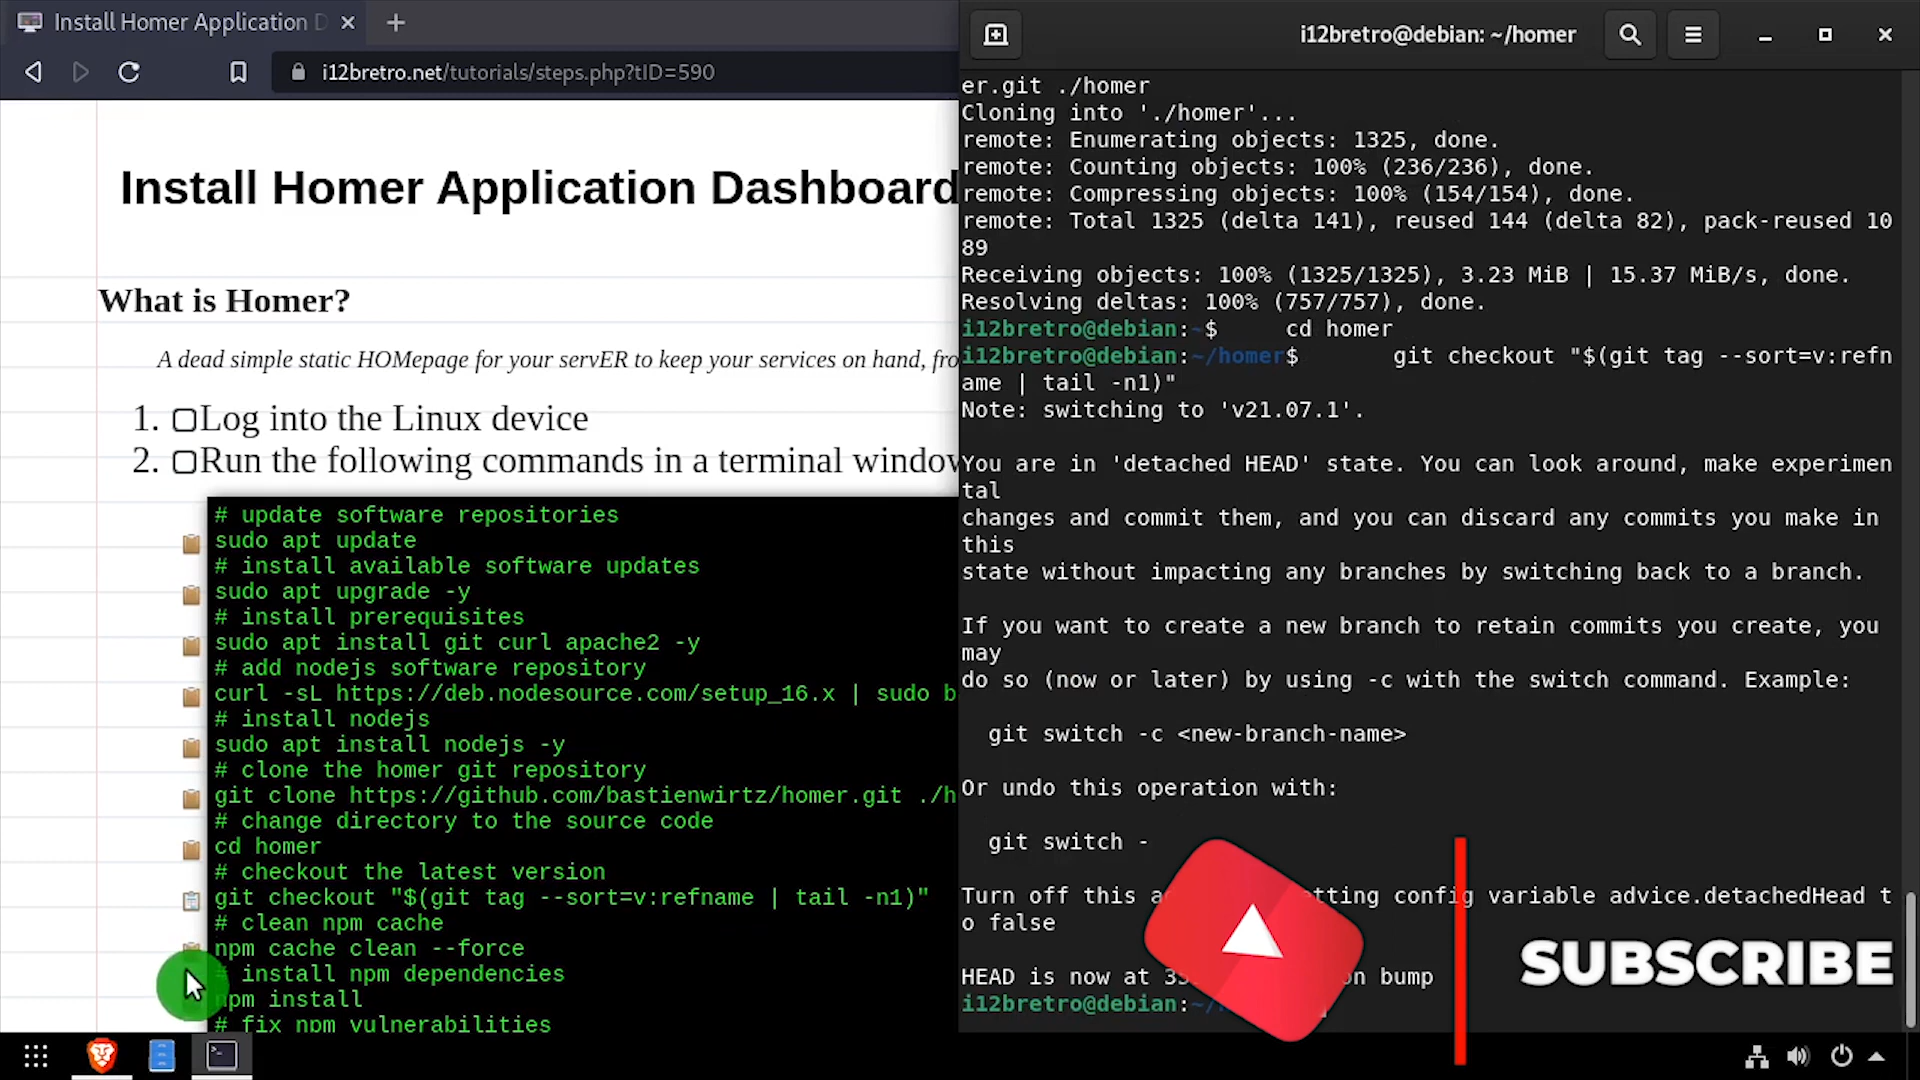 Install Homer Application D
i12bretro.net/tutorials/steps.php?tID=590
Install Homer Application Dashboard
What is Homer?
A dead simple static HOMepage for your servER to keep your services on hand, fro
1. Log into the Linux device
2. Run the following commands in a terminal window
# update software repositories
sudo apt update
# install available software updates
sudo apt upgrade -y
# install prerequisites
sudo apt install git curl apache2 -y
# add nodejs software repository
curl -sL https://deb.nodesource.com/setup_16.x | sudo b
# install nodejs
sudo apt install nodejs -y
# clone the homer git repository
git clone https://github.com/bastienwirtz/homer.git ./h
# change directory to the source code
cd homer
# checkout the latest version
git checkout "$(git tag --sort=v:refname | tail -n1)"
# clean npm cache
npm cache clean --force
# install npm dependencies
npm install
# fix npm vulnerabilities
i12bretro@debian: ~/homer
er.git ./homer
Cloning into './homer'...
remote: Enumerating objects: 1325, done.
remote: Counting objects: 100% (236/236), done.
remote: Compressing objects: 100% (154/154), done.
remote: Total 1325 (delta 141), reused 144 (delta 82), pack-reused 10
89
Receiving objects: 100% (1325/1325), 3.23 MiB | 15.37 MiB/s, done.
Resolving deltas: 100% (757/757), done.
i12bretro@debian:~$     cd homer
i12bretro@debian:~/homer$       git checkout "$(git tag --sort=v:refn
ame | tail -n1)"
Note: switching to 'v21.07.1'.
You are in 'detached HEAD' state. You can look around, make experimen
tal
changes and commit them, and you can discard any commits you make in
this
state without impacting any branches by switching back to a branch.
If you want to create a new branch to retain commits you create, you
may
do so (now or later) by using -c with the switch command. Example:
git switch -c <new-branch-name>
Or undo this operation with:
git switch -
Turn off this a etting config variable advice.detachedHead t
o false
HEAD is now at on bump
i12bretro@debian:~/
SUBSCRIBE